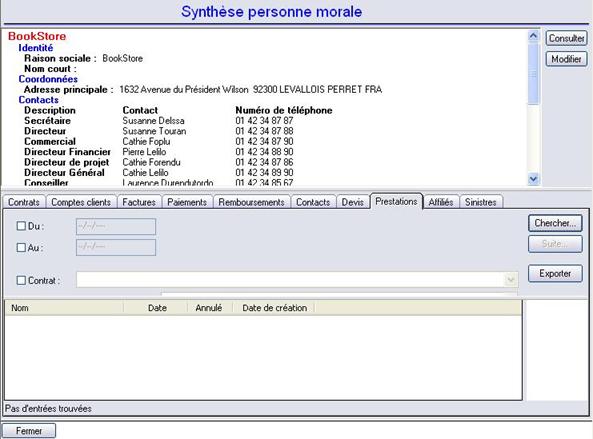 Synthèse personne morale
BookStore
Consulter
Identité
Raison sociale : BookStore
Modifier
Nom court :
Coordonnées
Adresse principale : 1632 Avenue du Président Wilson 92300 LEVALLOIS PERRET FRA
Contacts
Description Contact Numéro de téléphone
Secrétaire Susanne Delssa 01 42 34 87 87
Directeur Susanne Touran 01 42 34 87 88
Commercial Cathie Foplu 01 42 34 87 90
Directeur Financier Pierre Lelilo 01 42 34 88 90
Directeur de projet Cathie Forendu 01 42 34 87 86
Directeur Général Cathie Lelilo 01 42 34 89 90
Conseiller Laurence Durendutordo 01 42 34 85 67
Contrats Comptes clients Factures Paiements Remboursements Contacts Devis Prestations Affiliés Sinistres
Du : --/--/---- Chercher...
Au : --/--/---- Suite...
Contrat : Exporter
Nom Date Annulé Date de création
Pas d'entrées trouvées
Fermer